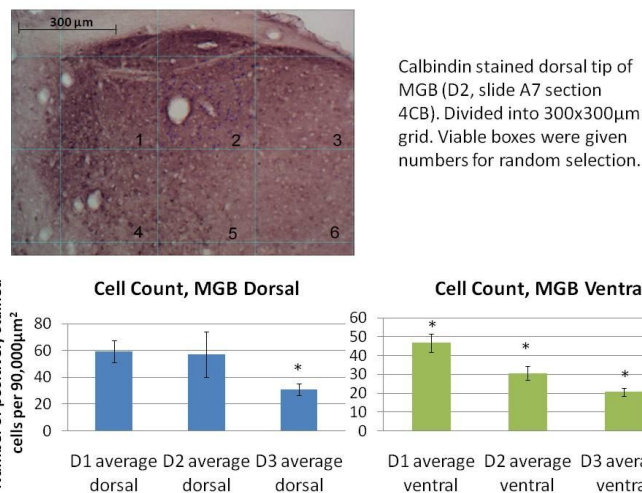 300 µm
1
2
3
4
5
6
Calbindin stained dorsal tip of
MGB (D2, slide A7 section
4CB). Divided into 300x300µm
grid. Viable boxes were given
numbers for random selection.
Cell Count, MGB Dorsal
cells per 90,000µm²
80
60
40
20
0
*
D1 average D2 average D3 average
dorsal dorsal dorsal
Cell Count, MGB Ventra
60
50
40
30
20
10
0
* * *
D1 average D2 average D3 avera
ventral ventral ventra